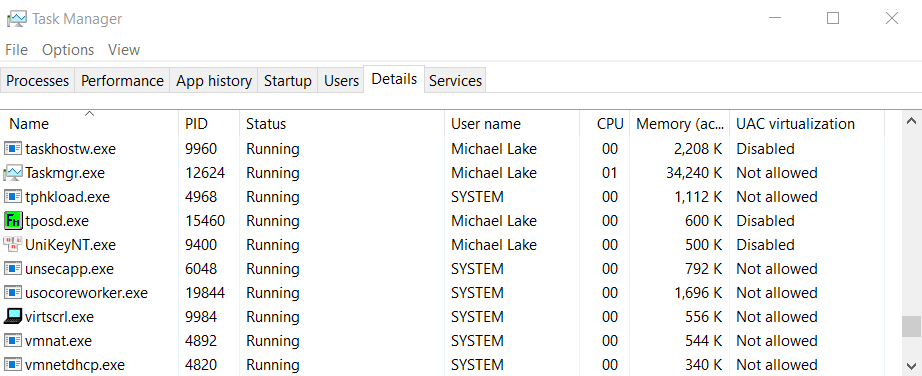 Task Manager
File Options View
Processes Performance App history Startup Users Details Services
Name PID Status User name CPU Memory (ac... UAC virtualization
taskhostw.exe 9960 Running Michael Lake 00 2,208 K Disabled
Taskmgr.exe 12624 Running Michael Lake 01 34,240 K Not allowed
tphkload.exe 4968 Running SYSTEM 00 1,112 K Not allowed
tposd.exe 15460 Running Michael Lake 00 600 K Disabled
UniKeyNT.exe 9400 Running Michael Lake 00 500 K Disabled
unsecapp.exe 6048 Running SYSTEM 00 792 K Not allowed
usocoreworker.exe 19844 Running SYSTEM 00 1,696 K Not allowed
virtscrl.exe 9984 Running SYSTEM 00 556 K Not allowed
vmnat.exe 4892 Running SYSTEM 00 544 K Not allowed
vmnetdhcp.exe 4820 Running SYSTEM 00 340 K Not allowed